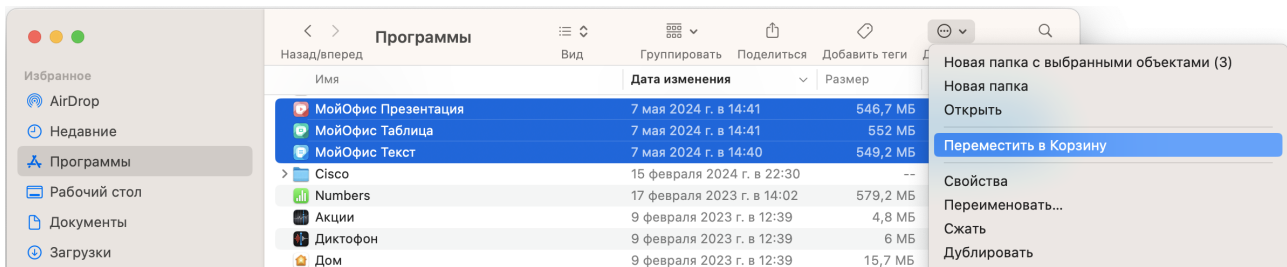 Программы
Назад/вперед Вид Группировать Поделиться Добавить теги
Избранное
AirDrop
Недавние
Программы
Рабочий стол
Документы
Загрузки
Имя Дата изменения Размер
МойОфис Презентация 7 мая 2024 г. в 14:41 546,7 МБ
МойОфис Таблица 7 мая 2024 г. в 14:41 552 МБ
МойОфис Текст 7 мая 2024 г. в 14:40 549,2 МБ
Cisco 15 февраля 2024 г. в 22:30 --
Numbers 17 февраля 2023 г. в 14:02 579,2 МБ
Акции 9 февраля 2023 г. в 12:39 4,8 МБ
Диктофон 9 февраля 2023 г. в 12:39 6 МБ
Дом 9 февраля 2023 г. в 12:39 15,7 МБ
Новая папка с выбранными объектами (3)
Новая папка
Открыть
Переместить в Корзину
Свойства
Переименовать...
Сжать
Дублировать